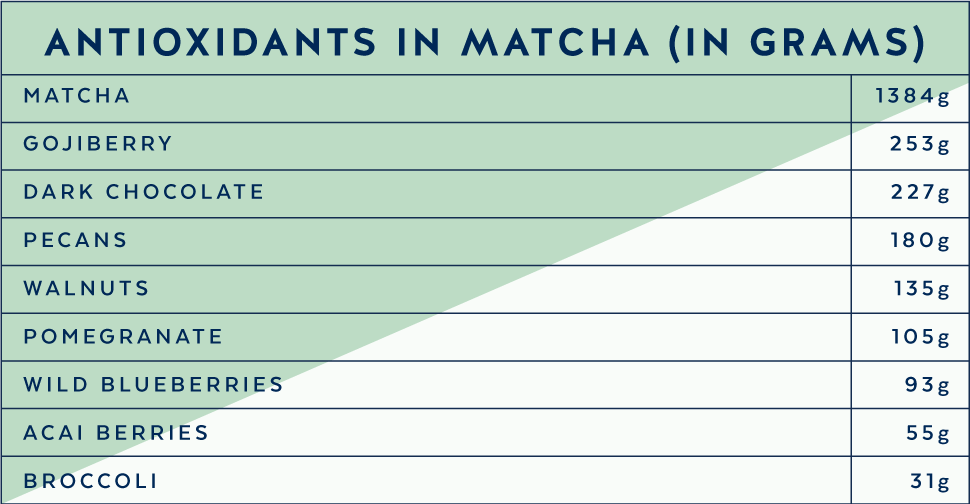 ANTIOXIDANTS IN MATCHA (IN GRAMS)
MATCHA 1384g
GOJIBERRY 253g
DARK CHOCOLATE 227g
PECANS 180g
WALNUTS 135g
POMEGRANATE 105g
WILD BLUEBERRIES 93g
ACAI BERRIES 55g
BROCCOLI 31g